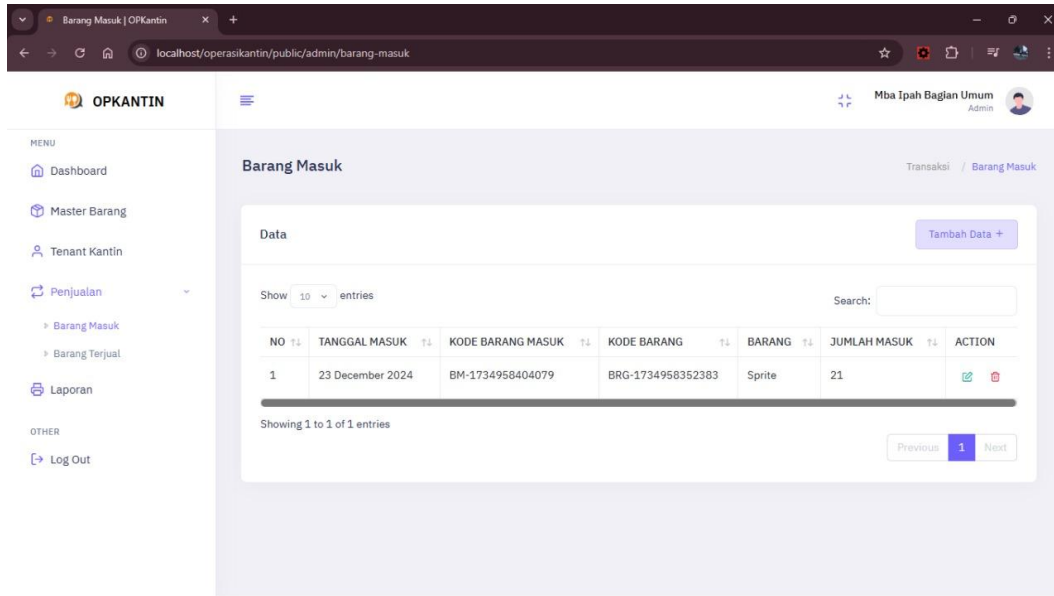 Barang Masuk | OPKantin
localhost/operasikantin/public/admin/barang-masuk
OPKANTIN
Mba Ipah Bagian Umum
Admin
MENU
Dashboard
Master Barang
Tenant Kantin
Penjualan
Barang Masuk
Barang Terjual
Laporan
OTHER
Log Out
Barang Masuk
Transaksi / Barang Masuk
Data
Tambah Data +
Show 10 entries
Search:
NO TANGGAL MASUK KODE BARANG MASUK KODE BARANG BARANG JUMLAH MASUK ACTION
1 23 December 2024 BM-1734958404079 BRG-1734958352383 Sprite 21
Showing 1 to 1 of 1 entries
Previous 1 Next